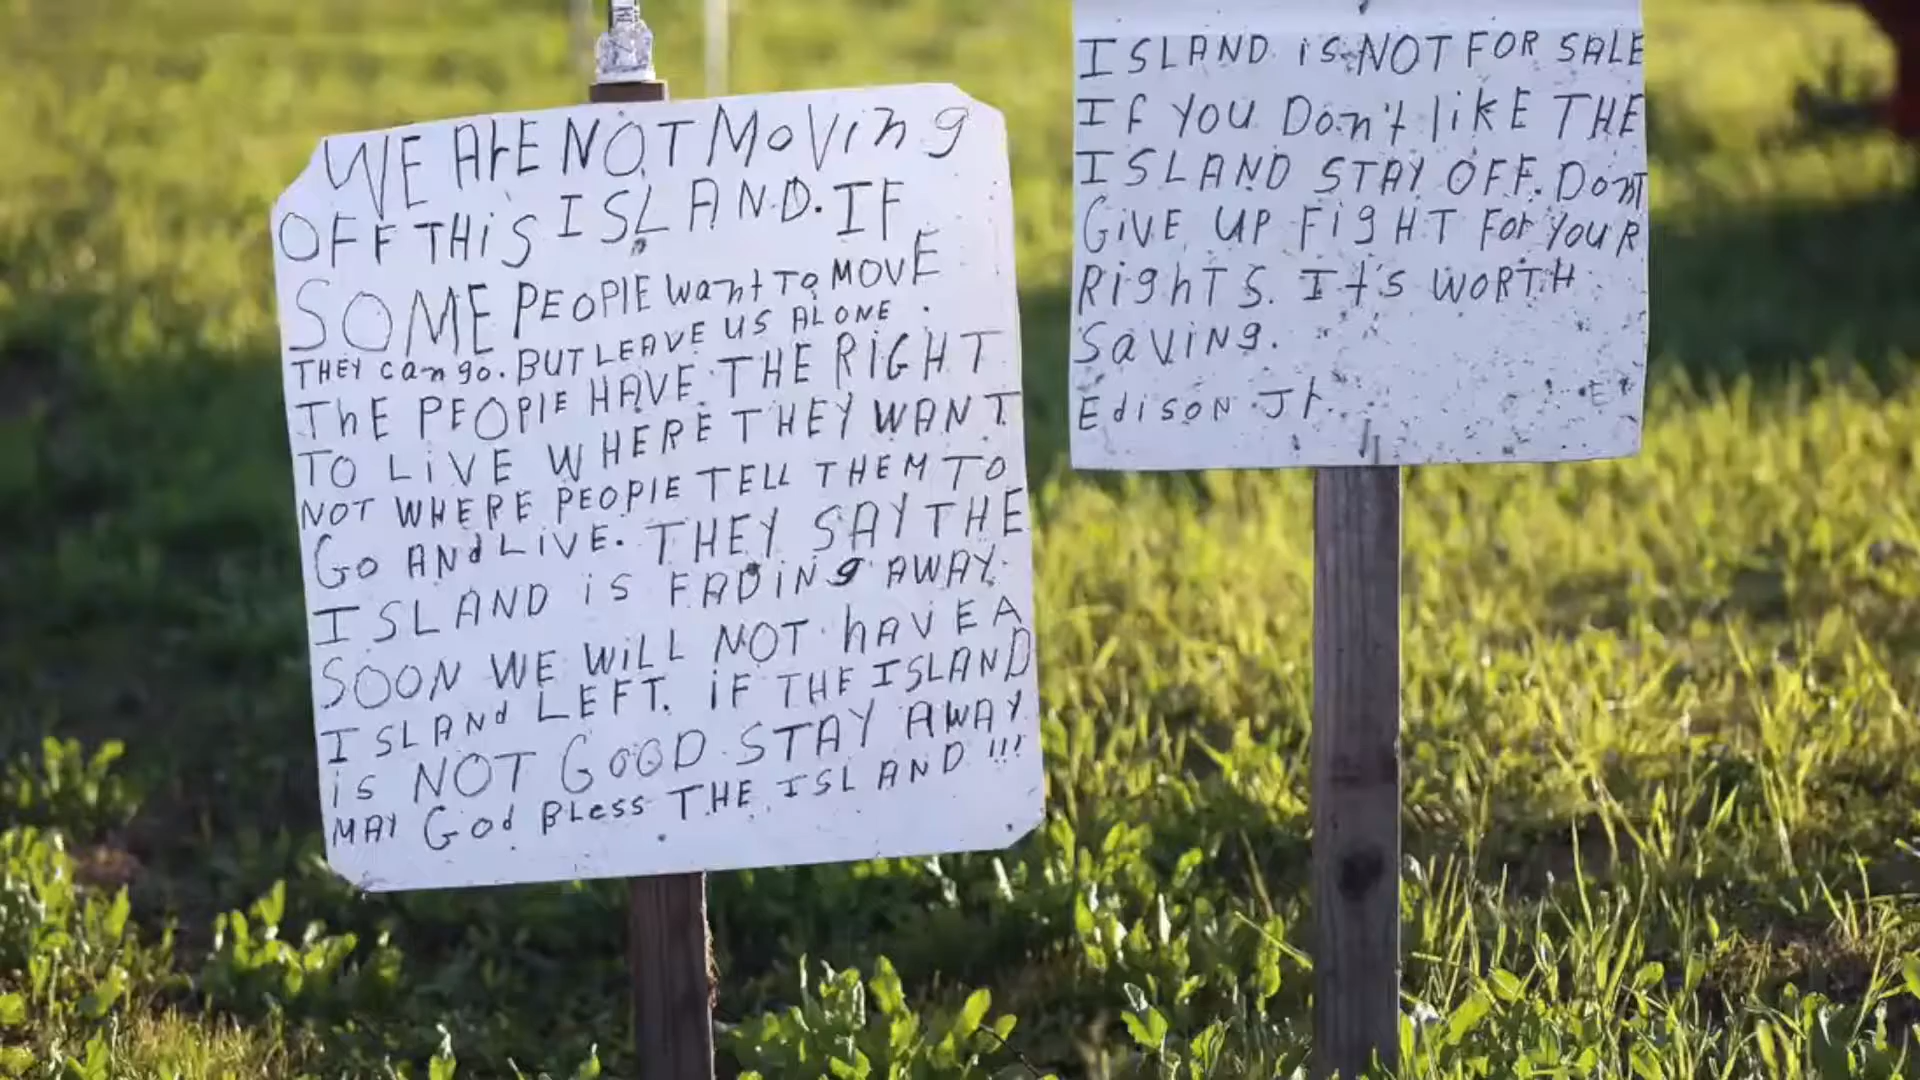 WE ArE NOT Moving
OFF THiS ISLAND. IF
SOME PEOPlE Want To MOVE
THEY can go. BUT LEAVE US ALONE.
ThE PEOPlE HAVE THE RIGHT
TO LiVE WHERE THEY WANT
NOT WHERE PEOPlE TELL THEM TO
Go ANd LIVE. THEY SAY THE
ISLAND iS FADiNg AWAY.
SOON WE WiLL NOT hAVE A
ISLANd LEFT. iF THE ISLAND
iS NOT GOOD STAY AWAY
MAY God BLess THE ISLAND!!!
ISLAND iS NOT FOR SALE
If YOU Don't likE THE
ISLAND STAY OFF. Don't
GiVE UP FigHT For YOUR
RighTS. It's WORTH
SaVINg.
EdisoN Jr.